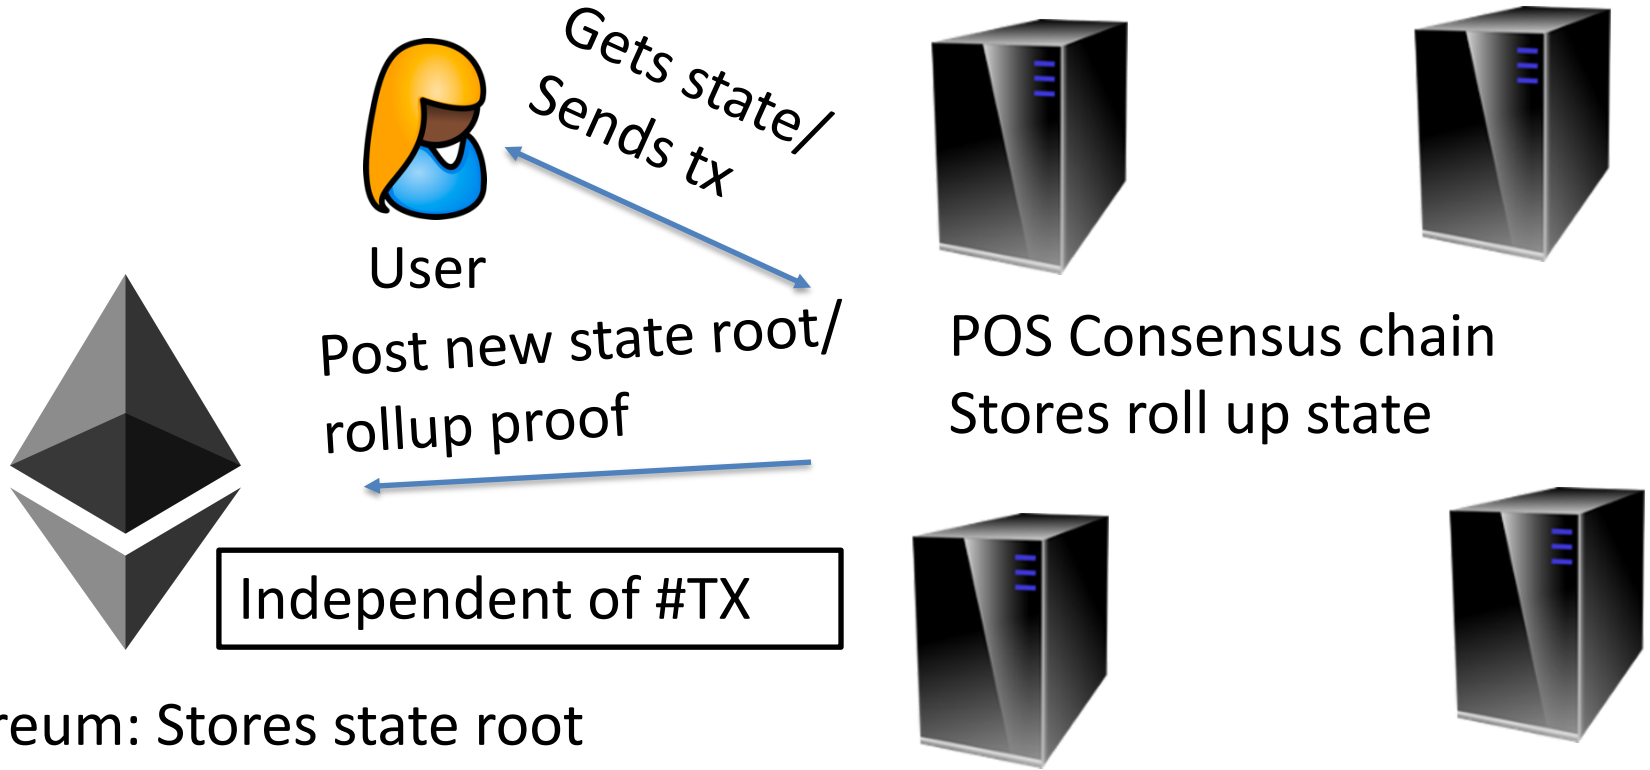 Gets state/
Sends tx
User
Post new state root/
rollup proof
POS Consensus chain
Stores roll up state
Independent of #TX
reum: Stores state root